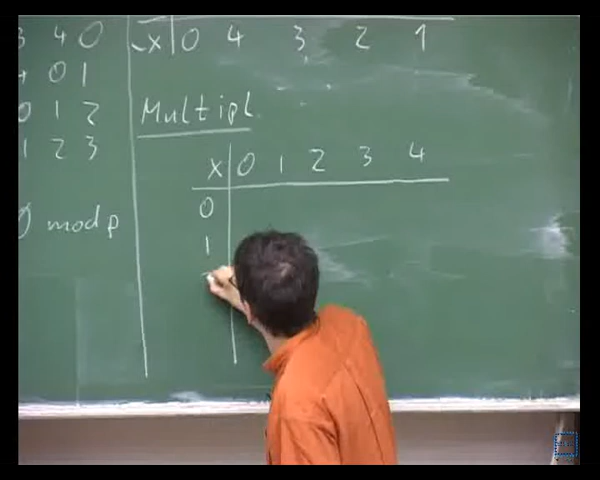 3 4 0
4 0 1
0 1 2
1 2 3
) mod p
-x 0 4 3 2 1
Multipl.
x 0 1 2 3 4
0
1